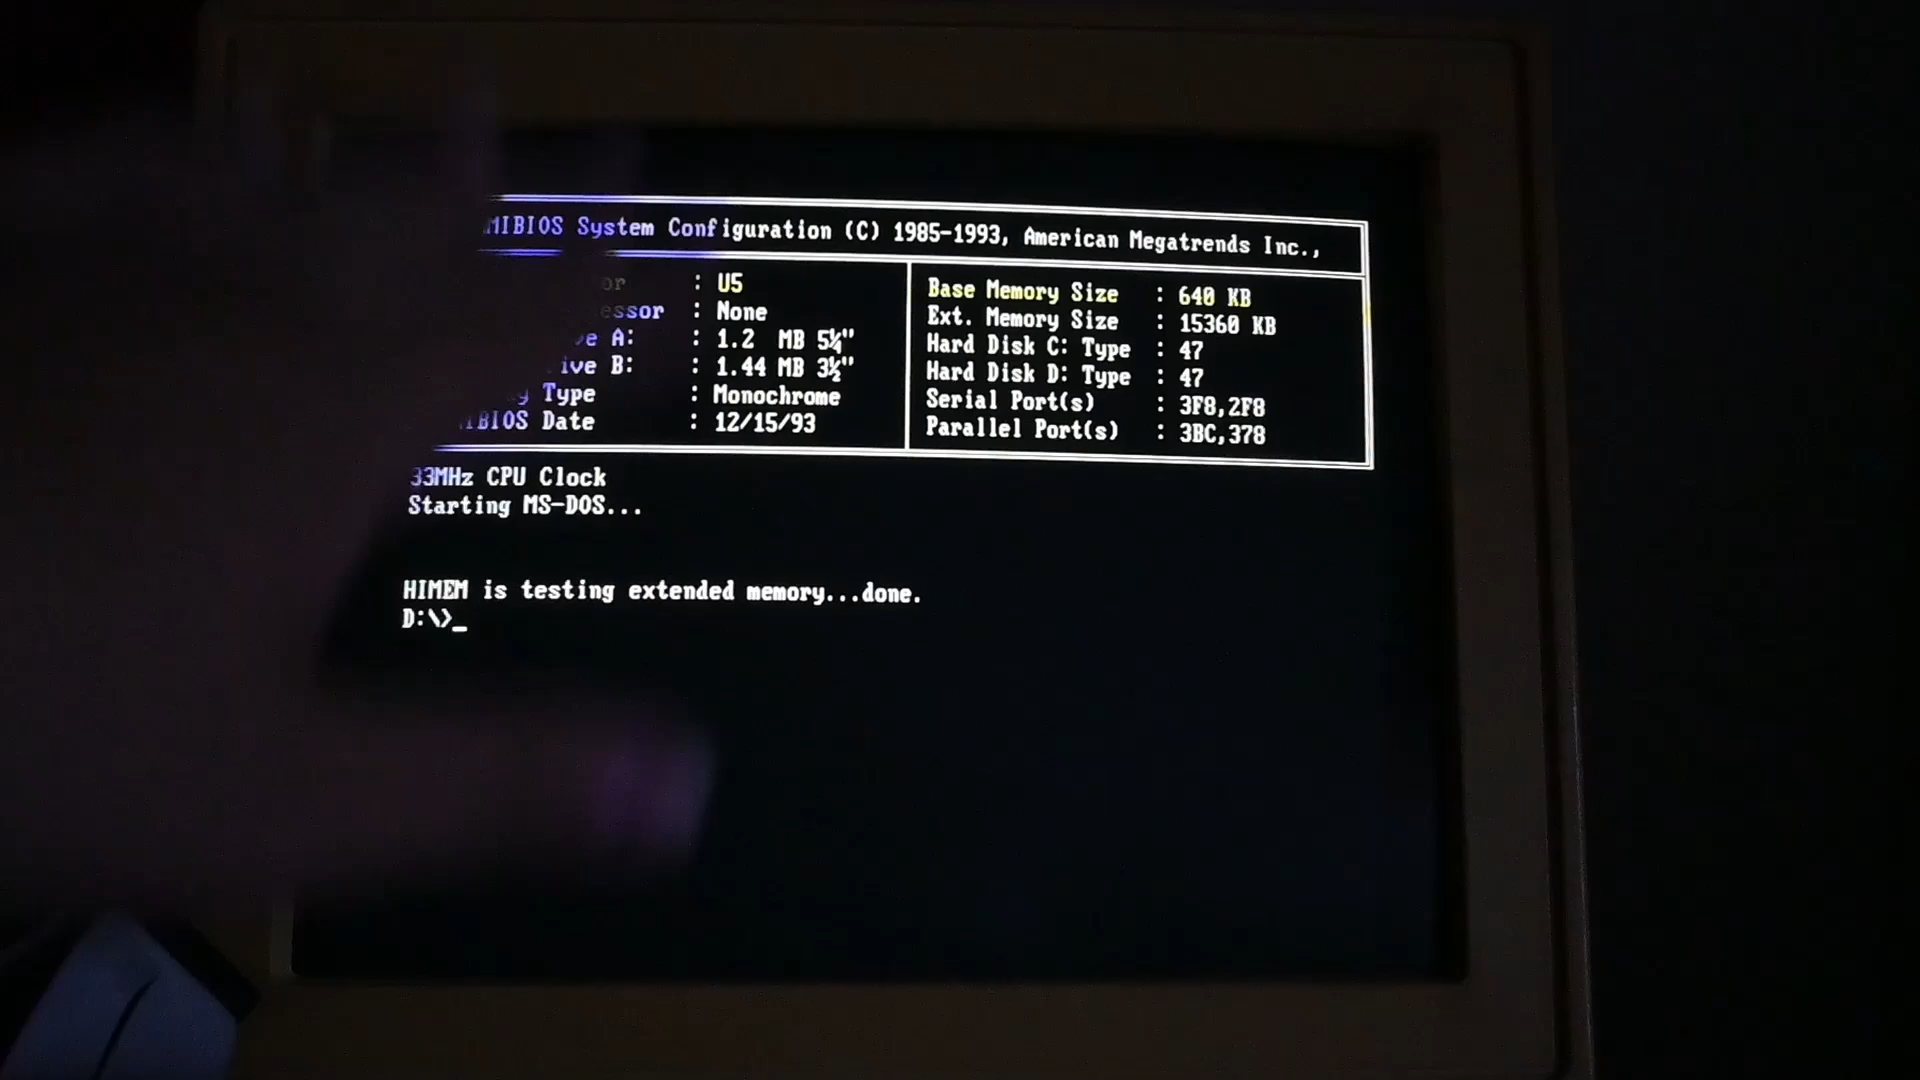 MIBIOS System Configuration (C) 1985-1993, American Megatrends Inc.,
or : U5
essor : None
e A: : 1.2 MB 5¼"
ive B: : 1.44 MB 3½"
y Type : Monochrome
BIOS Date : 12/15/93
Base Memory Size : 640 KB
Ext. Memory Size : 15360 KB
Hard Disk C: Type : 47
Hard Disk D: Type : 47
Serial Port(s) : 3F8,2F8
Parallel Port(s) : 3BC,378
33MHz CPU Clock
Starting MS-DOS...
HIMEM is testing extended memory...done.
D:\>_